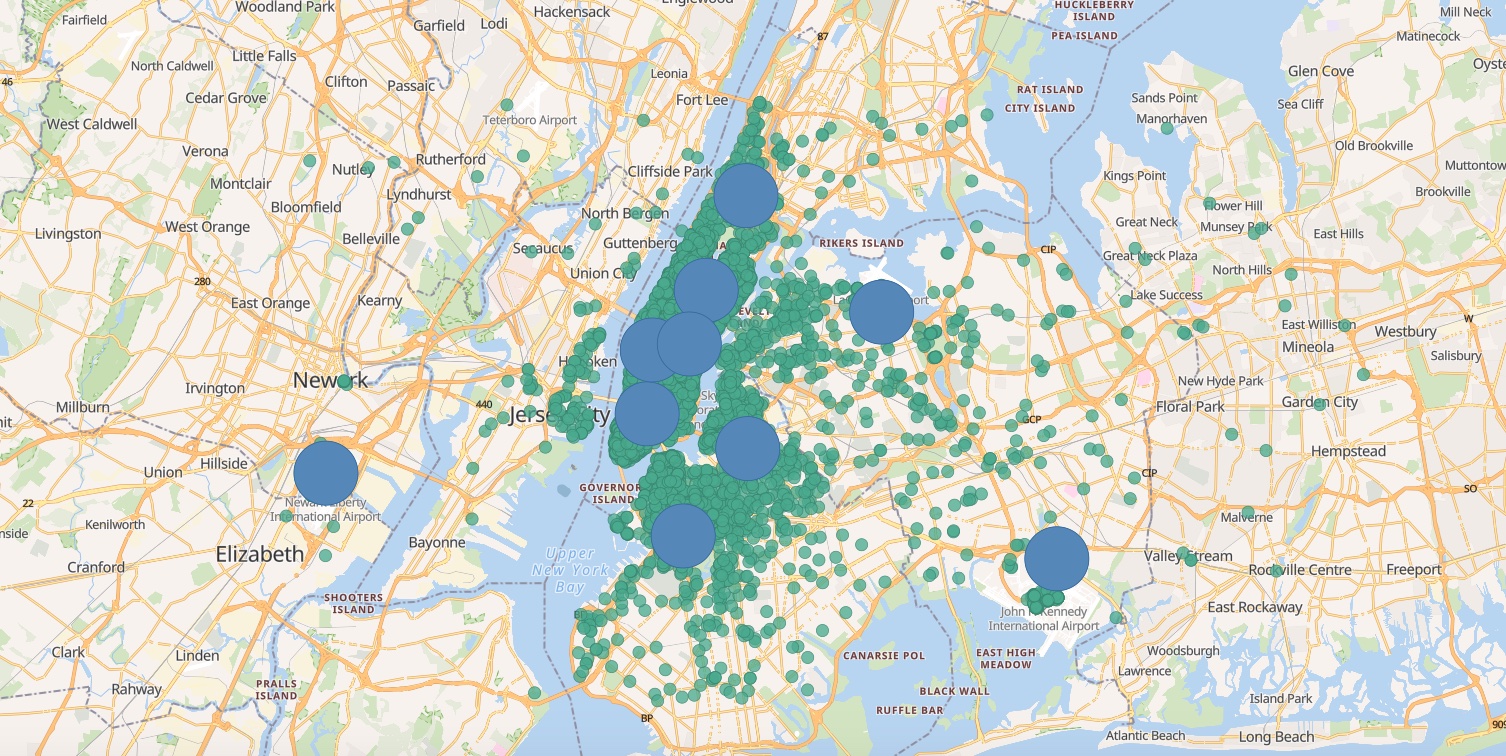 Fairfield
Woodland Park
Garfield
Lodi
Hackensack
HUCKLEBERRY
ISLAND
Mill Neck
87
PEA ISLAND
Matinecock
Little Falls
North Caldwell
Leonia
Glen Cove
46
Clifton
Passaic
RAT ISLAND
Cedar Grove
Fort Lee
CITY ISLAND
Sands Point
Sea Cliff
West Caldwell
Teterboro Airport
Manorhaven
Verona
Rutherford
Old Brookville
Nutley
Cliffside Park
Kings Point
Montclair
Lyndhurst
Brookville
Bloomfield
North Bergen
Flower Hill
West Orange
Great Neck
Munsey Park
Livingston
Belleville
Guttenberg
RIKERS ISLAND
East Hills
Secaucus
CIP
Great Neck Plaza
Union City
North Hills
280
East Orange
Kearny
Lake Success
East Williston
Westbury
W
Mineola
Hoboken
Salisbury
Newark
New Hyde Park
Irvington
Millburn
440
Floral Park
Garden City
Jersey City
GCP
Hempstead
Union
Hillside
CIP
GOVERNOR
ISLAND
SO
22
Newark Liberty
International Airport
Malverne
Kenilworth
Bayonne
Elizabeth
Upper
New York
Bay
Valley Stream
Rockville Centre
Freeport
Cranford
SHOOTERS
ISLAND
East Rockaway
John F Kennedy
International Airport
Clark
Linden
CANARSIE POL
EAST HIGH
MEADOW
Woodsburgh
Lawrence
Rahway
PRALLS
ISLAND
BLACK WALL
Island Park
RUFFLE BAR
BP
Atlantic Beach
Long Beach